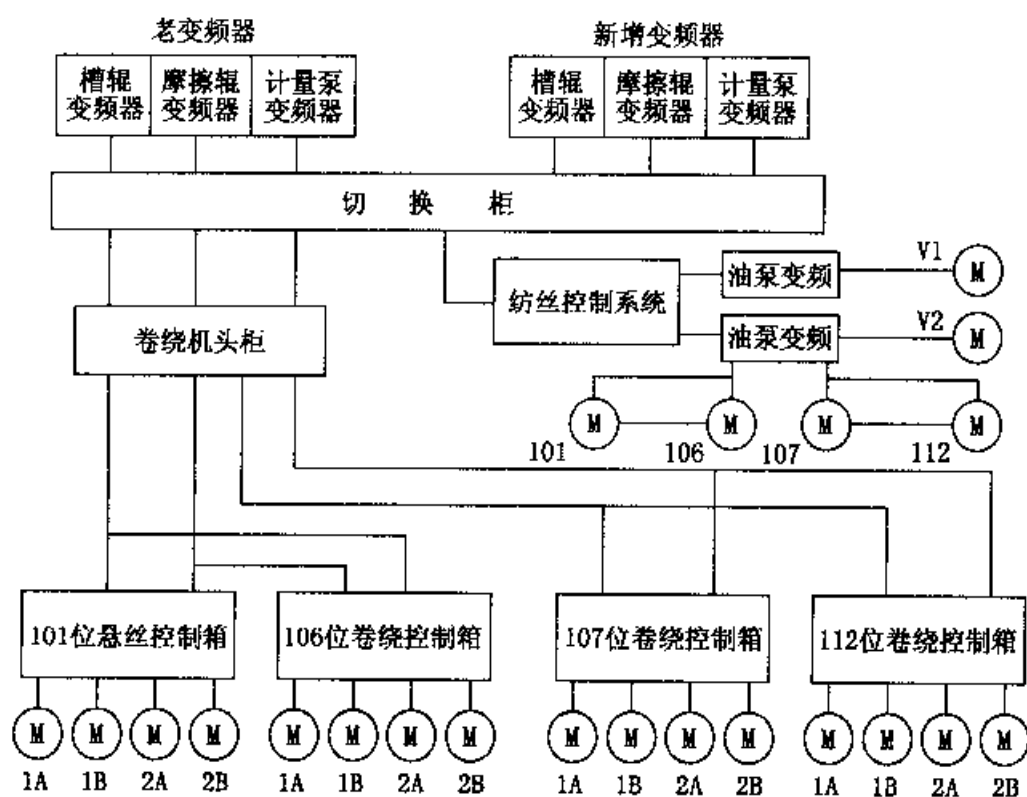 老变频器
新增变频器
槽辊
变频器
摩擦辊
变频器
计量泵
变频器
槽辊
变频器
摩擦辊
变频器
计量泵
变频器
切 换 柜
卷绕机头柜
纺丝控制系统
油泵变频
V1
M
油泵变频
V2
M
M
M
M
M
101
106
107
112
101位悬丝控制箱
106位卷绕控制箱
107位卷绕控制箱
112位卷绕控制箱
M M M M
M M M M
M M M M
M M M M
1A 1B 2A 2B
1A 1B 2A 2B
1A 1B 2A 2B
1A 1B 2A 2B